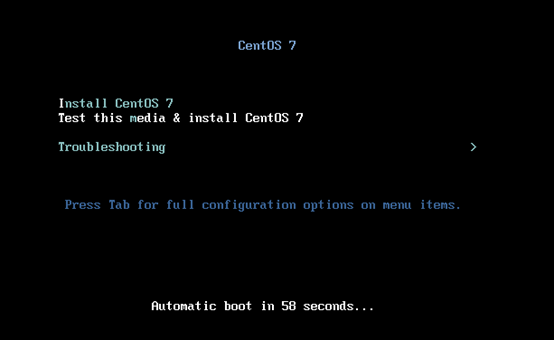 CentOS 7
Install CentOS 7
Test this media & install CentOS 7
Troubleshooting >
Press Tab for full configuration options on menu items.
Automatic boot in 58 seconds...